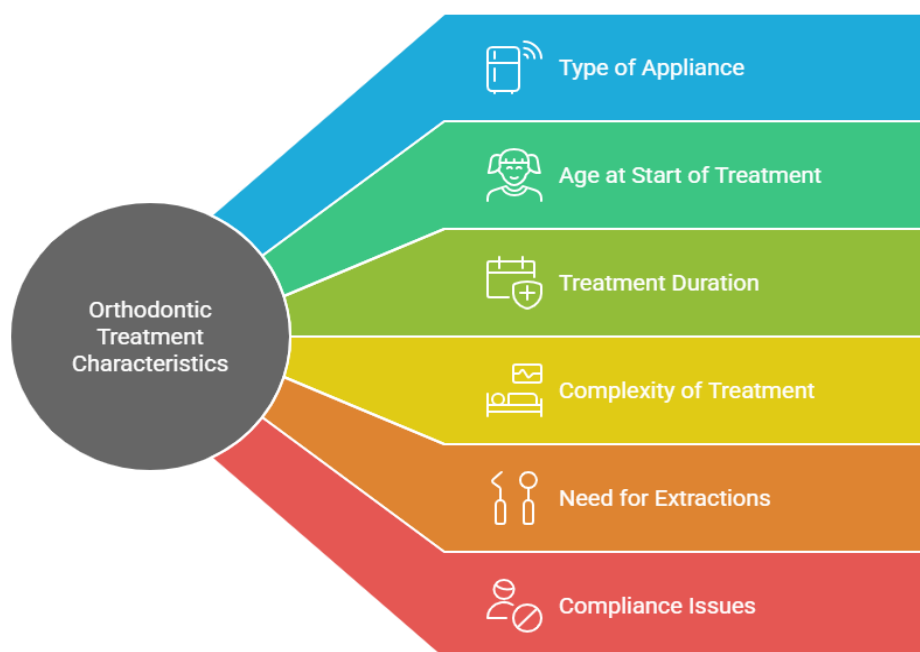 Orthodontic
Treatment
Characteristics
Type of Appliance
Age at Start of Treatment
Treatment Duration
Complexity of Treatment
Need for Extractions
Compliance Issues